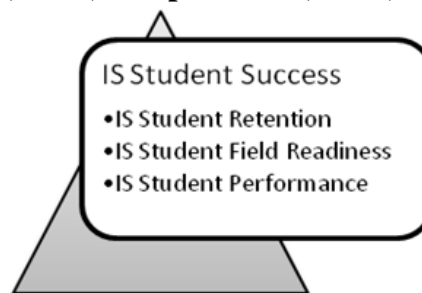 IS Student Success
•IS Student Retention
•IS Student Field Readiness
•IS Student Performance